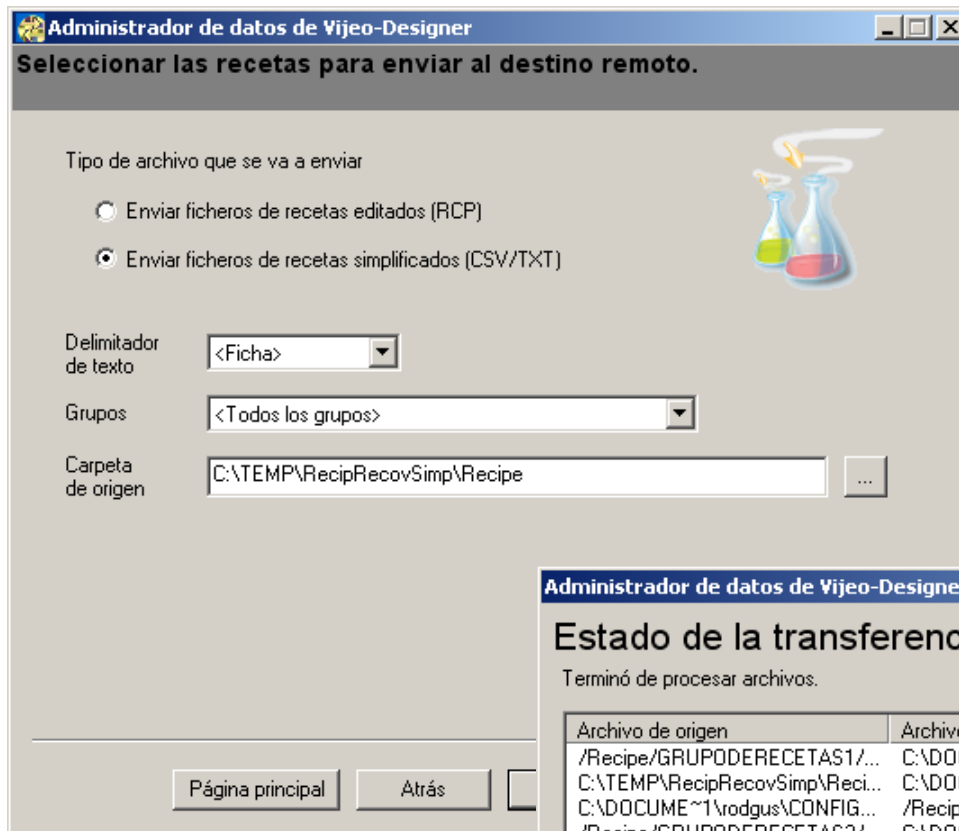 Administrador de datos de Vijeo-Designer
Seleccionar las recetas para enviar al destino remoto.
Tipo de archivo que se va a enviar
Enviar ficheros de recetas editados (RCP)
Enviar ficheros de recetas simplificados (CSV/TXT)
Delimitador
de texto
<Ficha>
Grupos
<Todos los grupos>
Carpeta
de origen
C:\TEMP\RecipRecovSimp\Recipe
...
Página principal
Atrás
Administrador de datos de Vijeo-Designe
Estado de la transferenc
Terminó de procesar archivos.
Archivo de origen Archivo
/Recipe/GRUPODERECETAS1/... C:\DO
C:\TEMP\RecipRecovSimp\Reci... C:\DO
C:\DOCUME~1\rodgus\CONFIG... /Recip